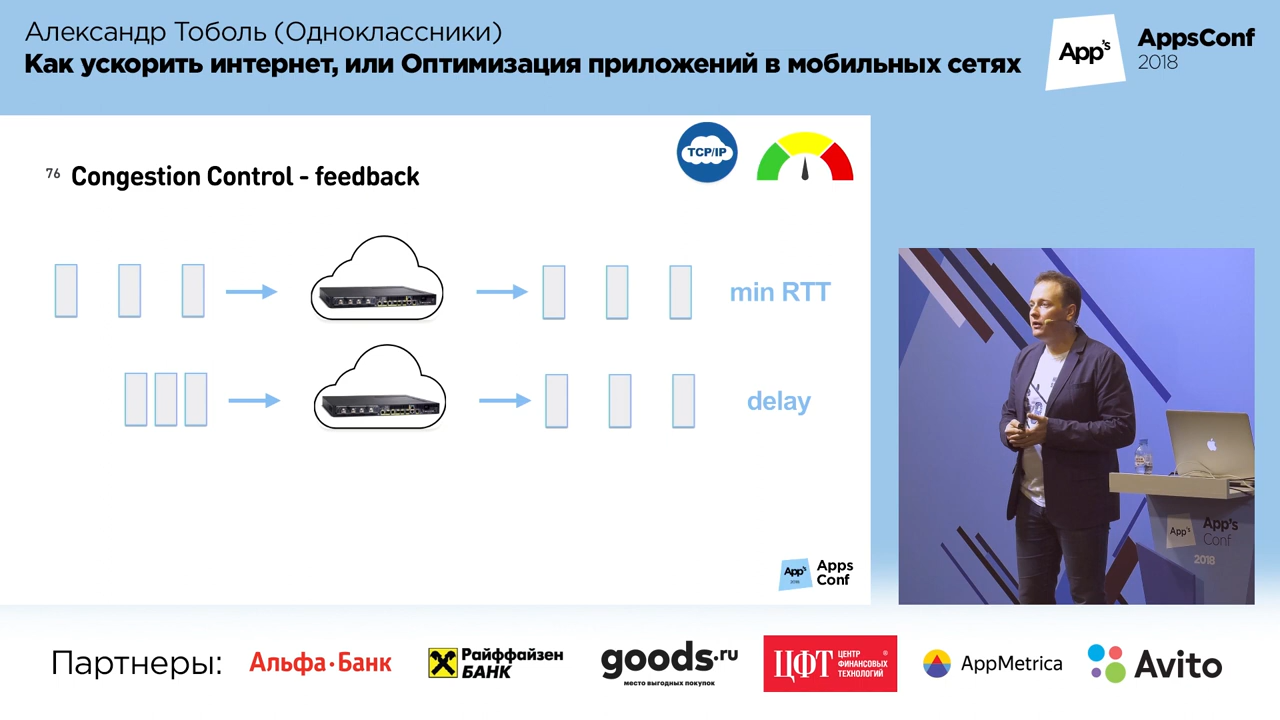 Александр Тоболь (Одноклассники)
Как ускорить интернет, или Оптимизация приложений в мобильных сетях
App's
AppsConf
2018
76 Congestion Control - feedback
TCP/IP
min RTT
delay
App's
2018
Apps
Conf
App's
App's
Conf
2018
Партнеры:
Альфа·Банк
Райффайзен
БАНК
goods.ru
место выгодных покупок
ЦФТ
ЦЕНТР
ФИНАНСОВЫХ
ТЕХНОЛОГИЙ
®
AppMetrica
Avito